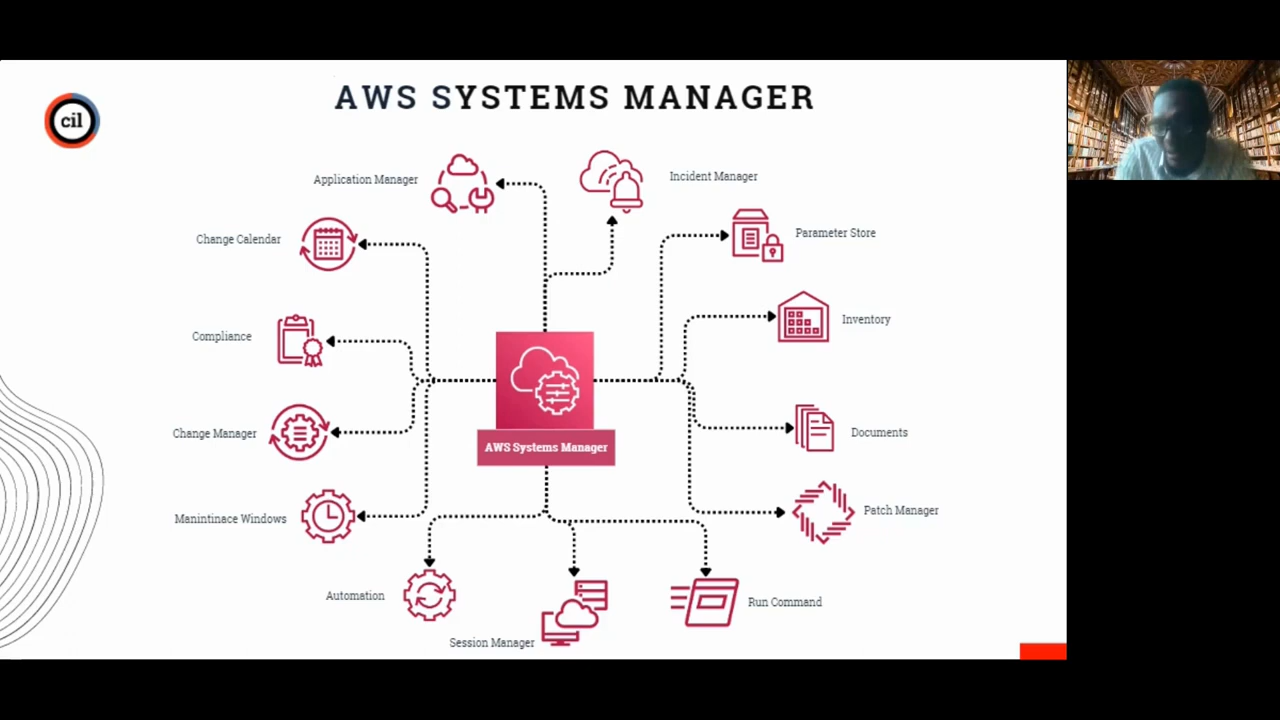 AWS SYSTEMS MANAGER
cil
Application Manager
Incident Manager
Change Calendar
Parameter Store
Compliance
Inventory
Change Manager
AWS Systems Manager
Documents
Manintinace Windows
Patch Manager
Automation
Run Command
Session Manager